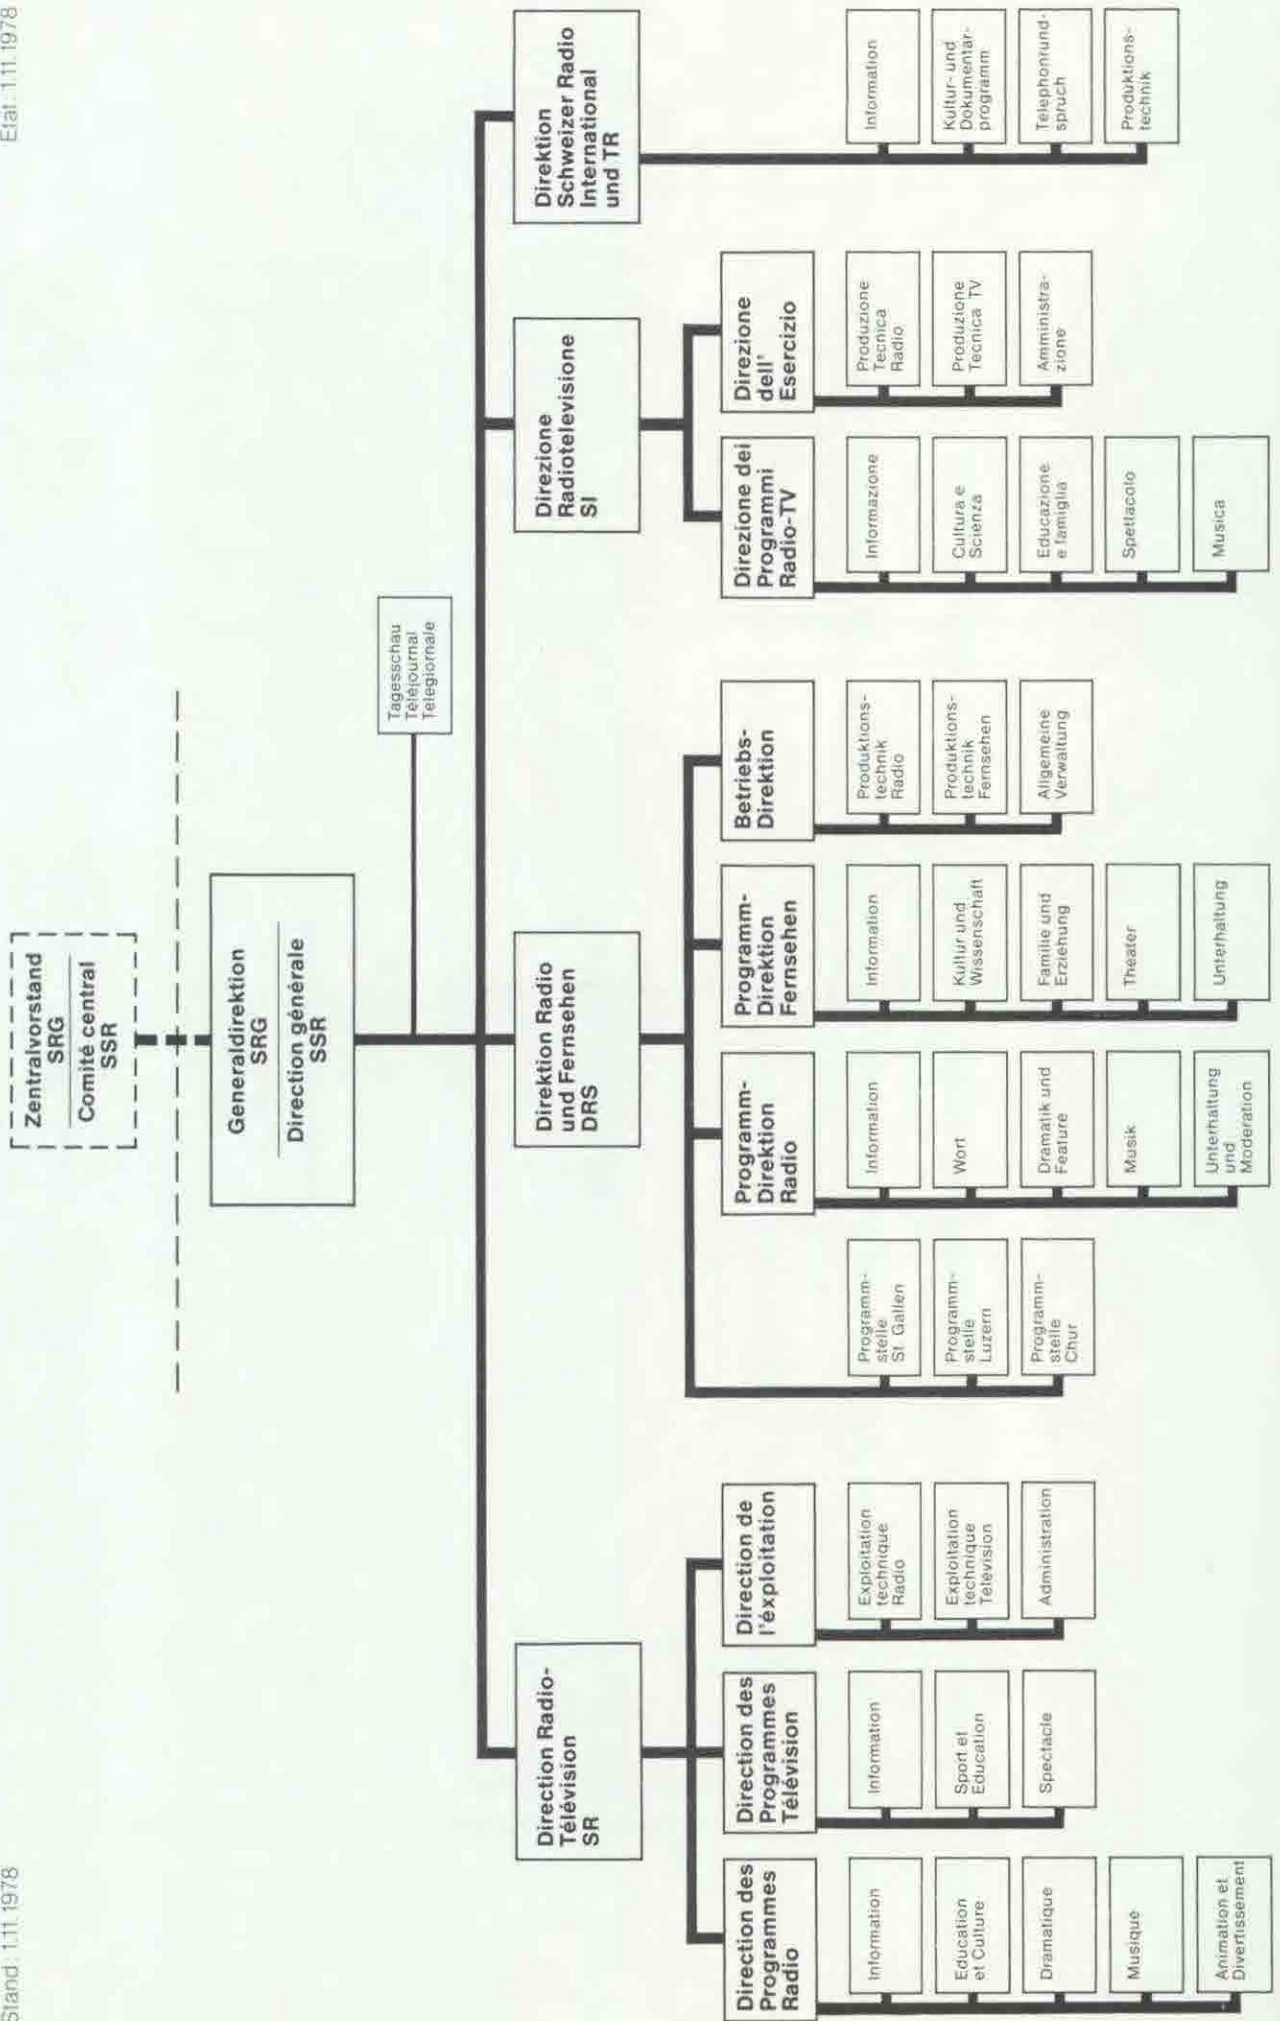 Stand: 1.11.1978
Etat: 1.11.1978
Zentralvorstand
SRG
Comité central
SSR
Generaldirektion
SRG
Direction générale
SSR
Tagesschau
Téléjournal
Telegiornale
Direction Radio-
Télévision
SR
Direktion Radio
und Fernsehen
DRS
Direzione
Radiotelevisione
SI
Direktion
Schweizer Radio
International
und TR
Direction des
Programmes
Radio
Information
Education
et Culture
Dramatique
Musique
Animation et
Divertissement
Direction des
Programmes
Télévision
Information
Sport et
Education
Spectacle
Direction de
l'éxploitation
Exploitation
technique
Radio
Exploitation
technique
Télévision
Administration
Programm-
stelle
St. Gallen
Programm-
stelle
Luzern
Programm-
stelle
Chur
Programm-
Direktion
Radio
Information
Wort
Dramatik und
Feature
Musik
Unterhaltung
und
Moderation
Programm-
Direktion
Fernsehen
Information
Kultur und
Wissenschaft
Familie und
Erziehung
Theater
Unterhaltung
Betriebs-
Direktion
Produktions-
technik
Radio
Produktions-
technik
Fernsehen
Allgemeine
Verwaltung
Direzione dei
Programmi
Radio-TV
Informazione
Cultura e
Scienza
Educazione
e famiglia
Spettacolo
Musica
Direzione
dell'
Esercizio
Produzione
Tecnica
Radio
Produzione
Tecnica TV
Amministra-
zione
Information
Kultur- und
Dokumentar-
programm
Telephonrund-
spruch
Produktions-
technik